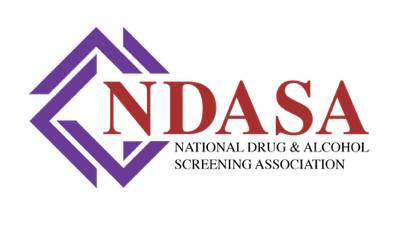 NDASA
NATIONAL DRUG & ALCOHOL
SCREENING ASSOCIATION